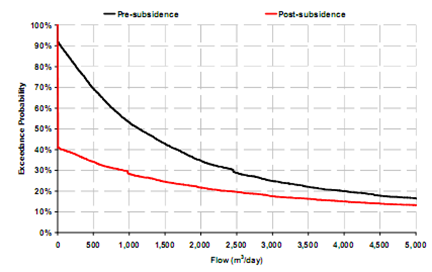 Pre-subsidence Post-subsidence
100%
90%
80%
70%
60%
50%
40%
30%
20%
10%
0%
Exceedance Probability
0 500 1,000 1,500 2,000 2,500 3,000 3,500 4,000 4,500 5,000
Flow (m³/day)